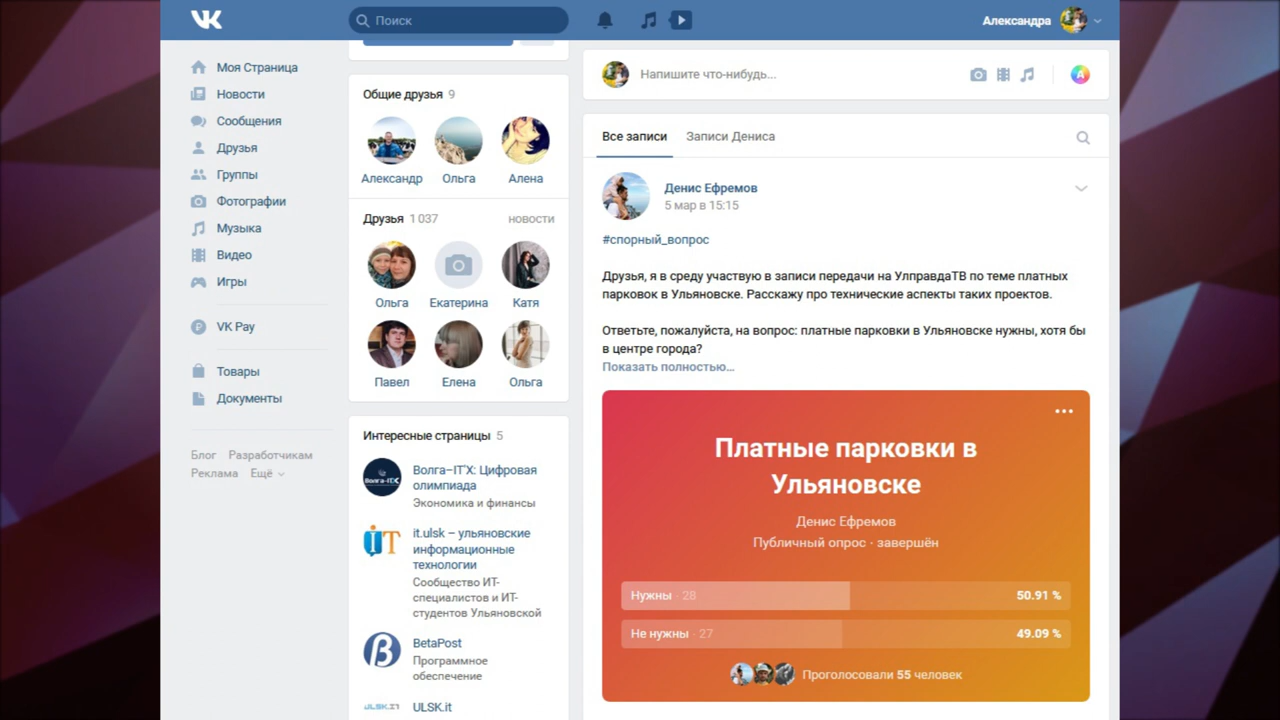 Поиск
Александра
Моя Страница
Новости
Сообщения
Друзья
Группы
Фотографии
Музыка
Видео
Игры
VK Pay
Товары
Документы
Блог Разработчикам
Реклама Ещё
Общие друзья 9
Александр Ольга Алена
Друзья 1 037 новости
Ольга Екатерина Катя
Павел Елена Ольга
Интересные страницы 5
Волга-IT'X
Волга–IT'X: Цифровая
олимпиада
Экономика и финансы
iT
it.ulsk – ульяновские
информационные
технологии
Сообщество ИТ-
специалистов и ИТ-
студентов Ульяновской
β
BetaPost
Программное
обеспечение
ULSK.IT
ULSK.it
Напишите что-нибудь...
A
Все записи Записи Дениса
Денис Ефремов
5 мар в 15:15
#спорный_вопрос
Друзья, я в среду участвую в записи передачи на УлправдаТВ по теме платных
парковок в Ульяновске. Расскажу про технические аспекты таких проектов.
Ответьте, пожалуйста, на вопрос: платные парковки в Ульяновске нужны, хотя бы
в центре города?
Показать полностью...
Платные парковки в
Ульяновске
Денис Ефремов
Публичный опрос · завершён
Нужны · 28 50.91 %
Не нужны · 27 49.09 %
Проголосовали 55 человек